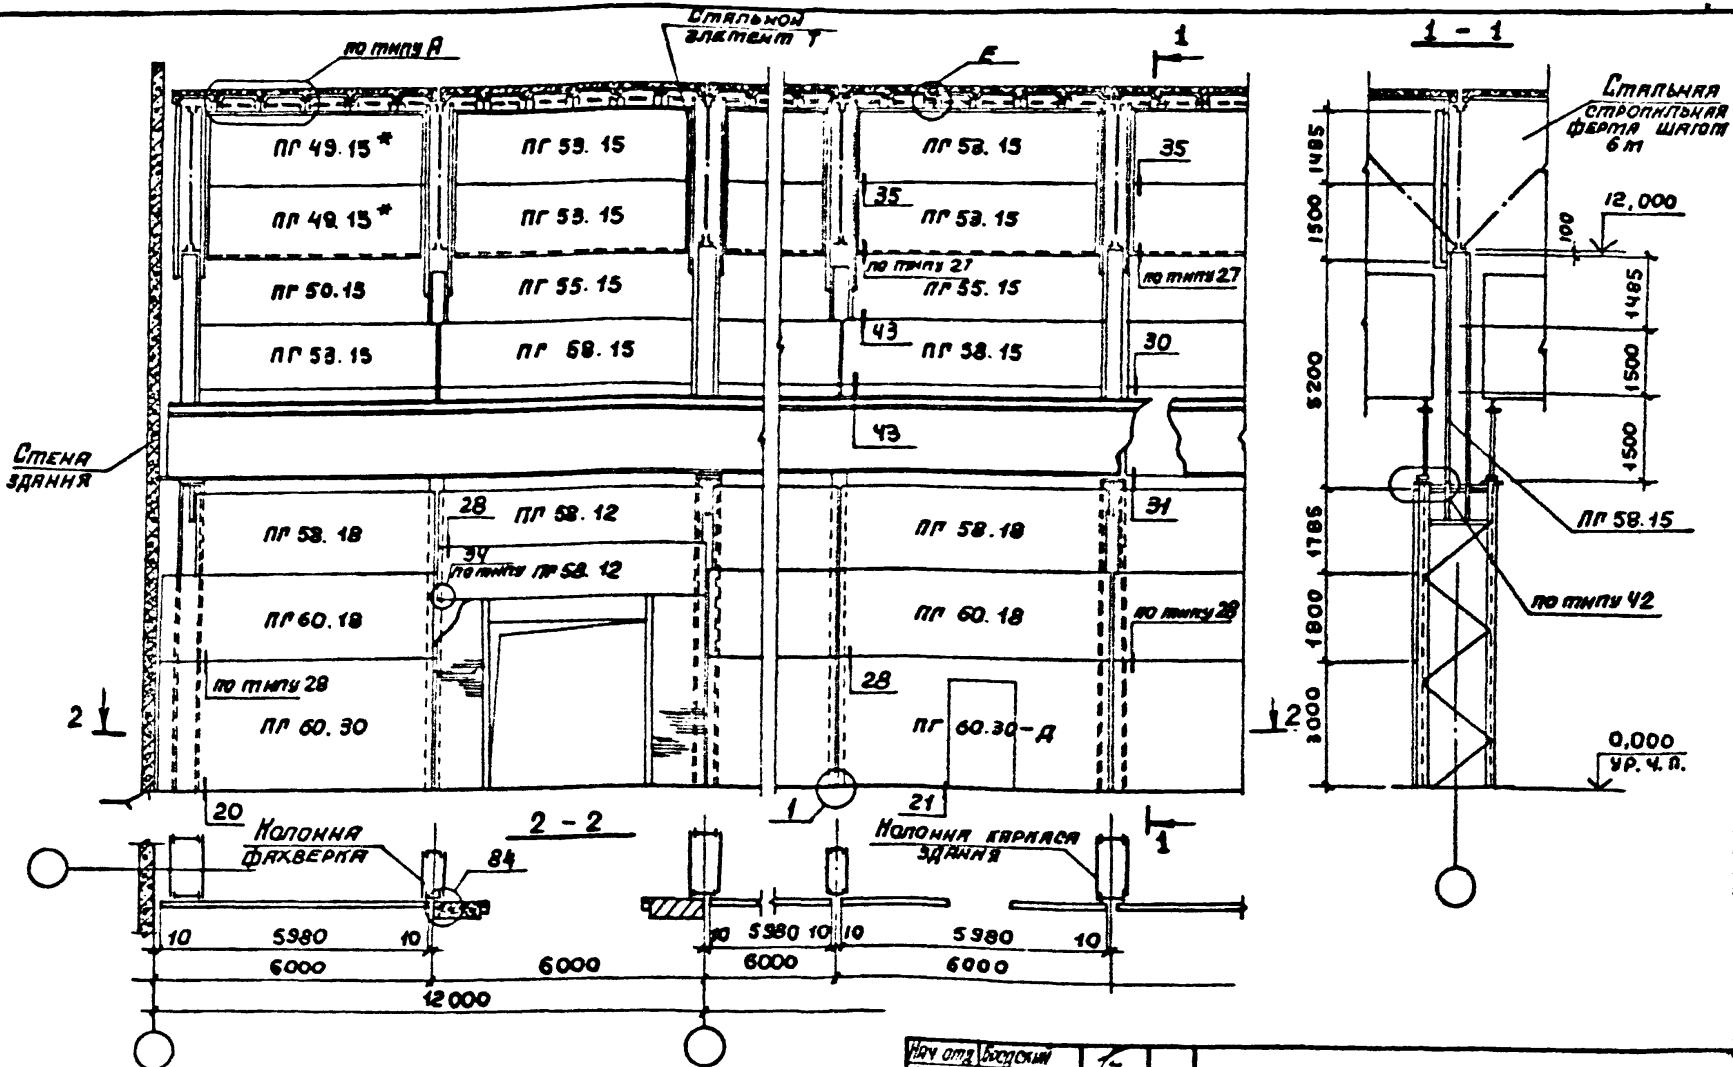 по типу А
Стальной
элемент Т
Е
1
1 - 1
Стальная
стропильная
ферма шагом
6 м
ПГ 49.15*
ПГ 53.15
ПГ 53.15
35
ПГ 49.15*
ПГ 53.15
35
ПГ 53.15
по типу 27
по типу 27
ПГ 50.15
ПГ 55.15
ПГ 55.15
43
30
ПГ 53.15
ПГ 58.15
ПГ 58.15
43
Стена
здания
28
ПГ 58.12
31
ПГ 58.18
ПГ 58.18
34
по типу
ПГ 58.12
ПГ 60.18
ПГ 60.18
по типу 28
по типу 28
28
2
2
ПГ 60.30
ПГ 60.30-Д
20
1
21
1
1485
1500
5200
1785
1800
3000
100
12,000
1485
1500
1500
ПГ 58.15
по типу 42
0,000
УР. Ч. П.
Колонна
фахверка
2 - 2
84
Колонна каркаса
здания
10
5980
10
10
5980
10
10
5980
10
6000
6000
6000
6000
12000
Нач отд
Бродский